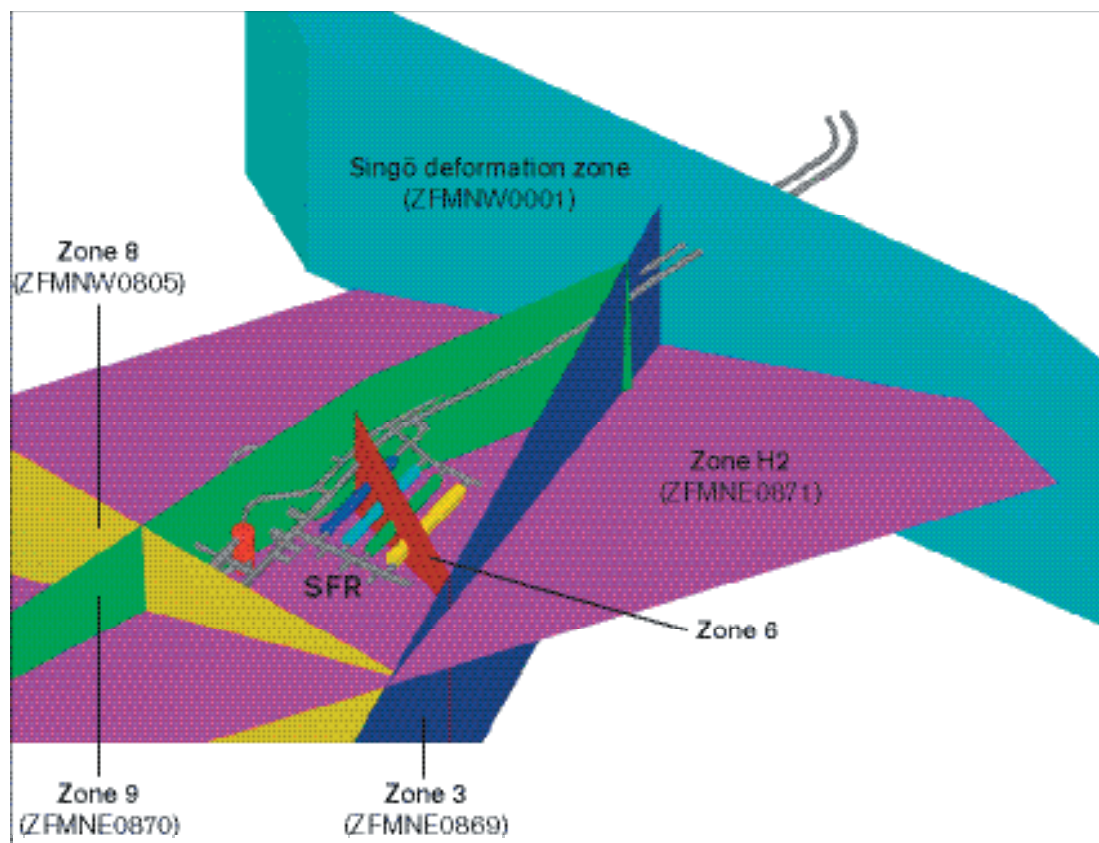 Singö deformation zone
(ZFMNW0001)
Zone 8
(ZFMNW0805)
Zone H2
(ZFMNE0871)
SFR
Zone 6
Zone 9
(ZFMNE0870)
Zone 3
(ZFMNE0869)